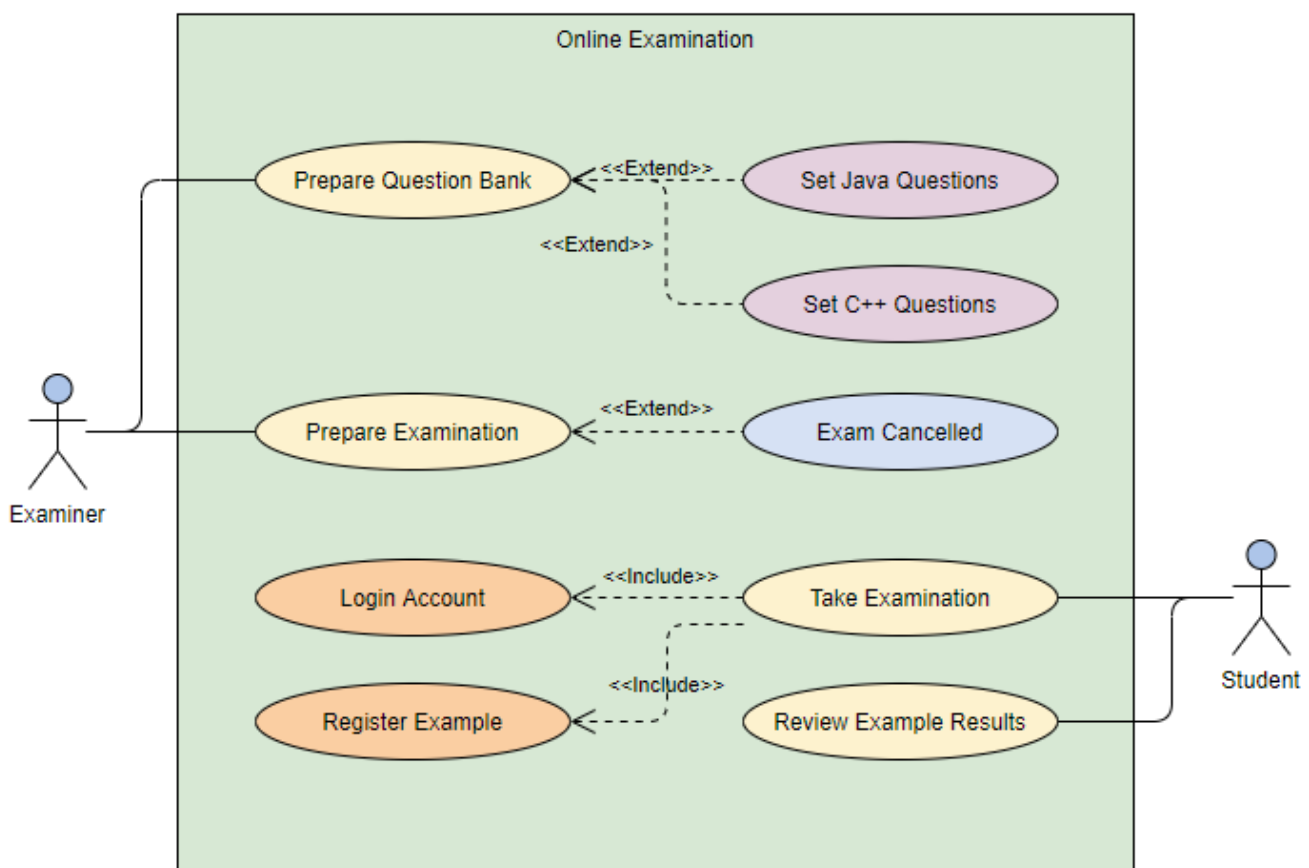 Online Examination
Prepare Question Bank
<<Extend>>
Set Java Questions
<<Extend>>
Set C++ Questions
Examiner
Prepare Examination
<<Extend>>
Exam Cancelled
Login Account
<<Include>>
Take Examination
Student
<<Include>>
Register Example
Review Example Results